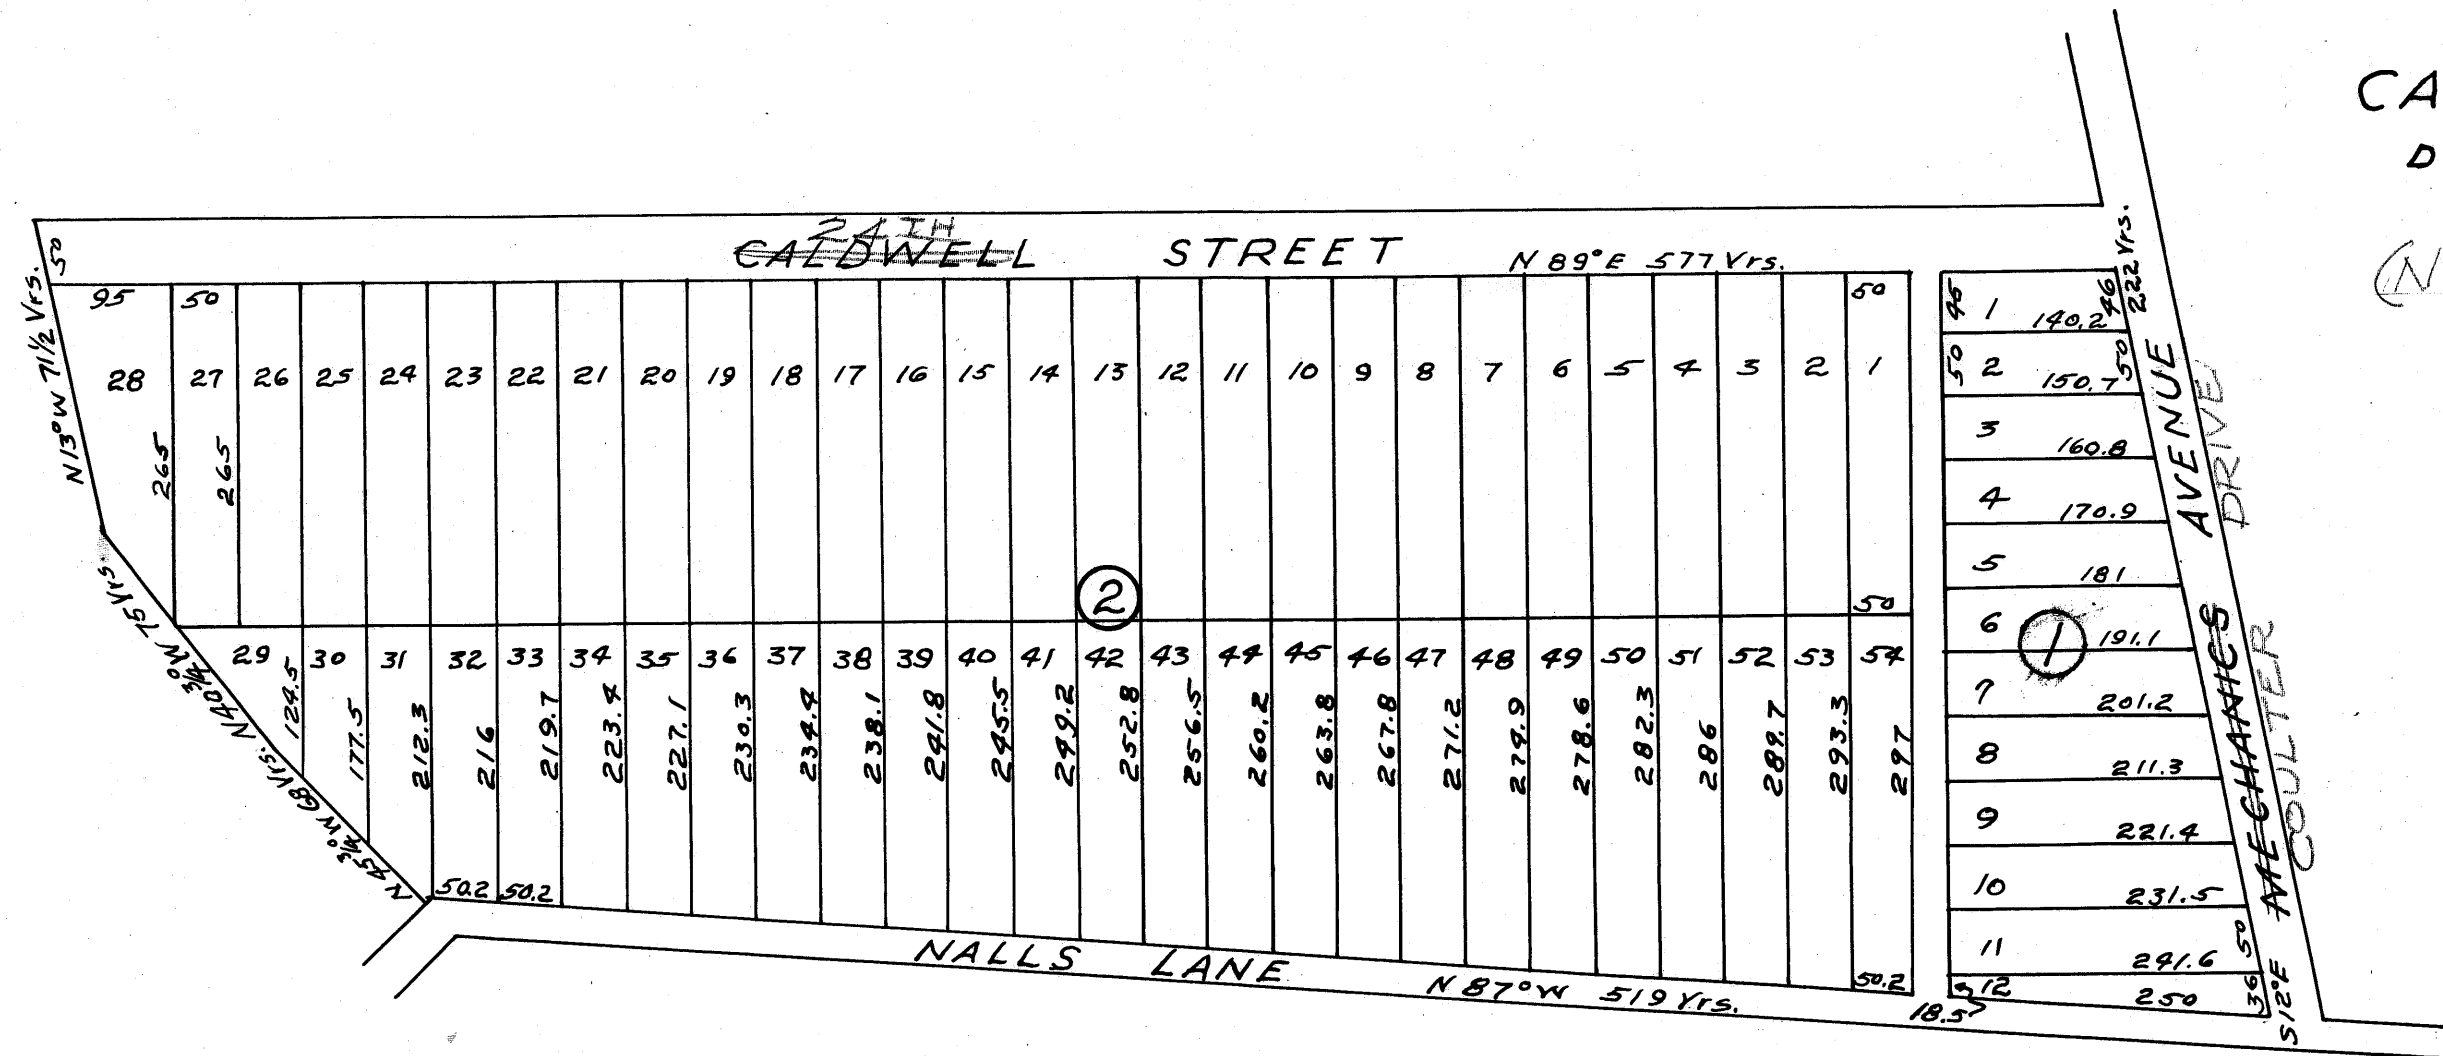 CA
D
(N
24TH
CALDWELL STREET N 89°E 577 Vrs.
50
N 13°W 71½ Vrs.
95 50 50
28 27 26 25 24 23 22 21 20 19 18 17 16 15 14 13 12 11 10 9 8 7 6 5 4 3 2 1
265 265
2
50
N 40¾°W 75 Vrs.
29 30 31 32 33 34 35 36 37 38 39 40 41 42 43 44 45 46 47 48 49 50 51 52 53 54
124.5 177.5 212.3 216 219.7 223.4 227.1 230.3 234.4 238.1 241.8 245.5 249.2 252.8 256.5 260.2 263.8 267.8 271.2 274.9 278.6 282.3 286 289.7 293.3 297
N 45¾°W 68 Vrs.
50.2 50.2 50.2
NALLS LANE N 87°W 519 Vrs.
45 1 140.2 46
50 2 150.7 50
3 160.8
4 170.9
5 181
6 191.1
1
7 201.2
8 211.3
9 221.4
10 231.5
11 241.6 50
12 250 36
18.5
222 Vrs.
MECHANICS AVENUE
S12°E
COULTER DRIVE